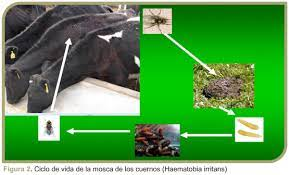 Figura 2. Ciclo de vida de la mosca de los cuernos (Haematobia irritans)